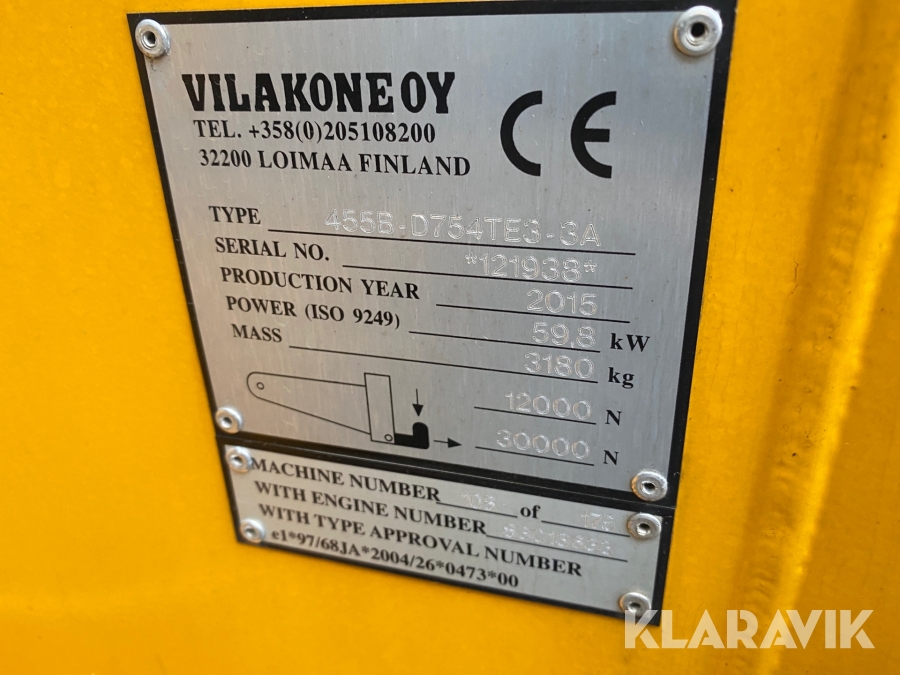 VILAKONE OY
TEL. +358(0)205108200
32200 LOIMAA FINLAND
CE
TYPE 455B-D754TE3-3A
SERIAL NO. *121938*
PRODUCTION YEAR 2015
POWER (ISO 9249) 59.8 kW
MASS 3180 kg
12000 N
30000 N
MACHINE NUMBER of
WITH ENGINE NUMBER
WITH TYPE APPROVAL NUMBER
e1*97/68JA*2004/26*0473*00
KLARAVIK